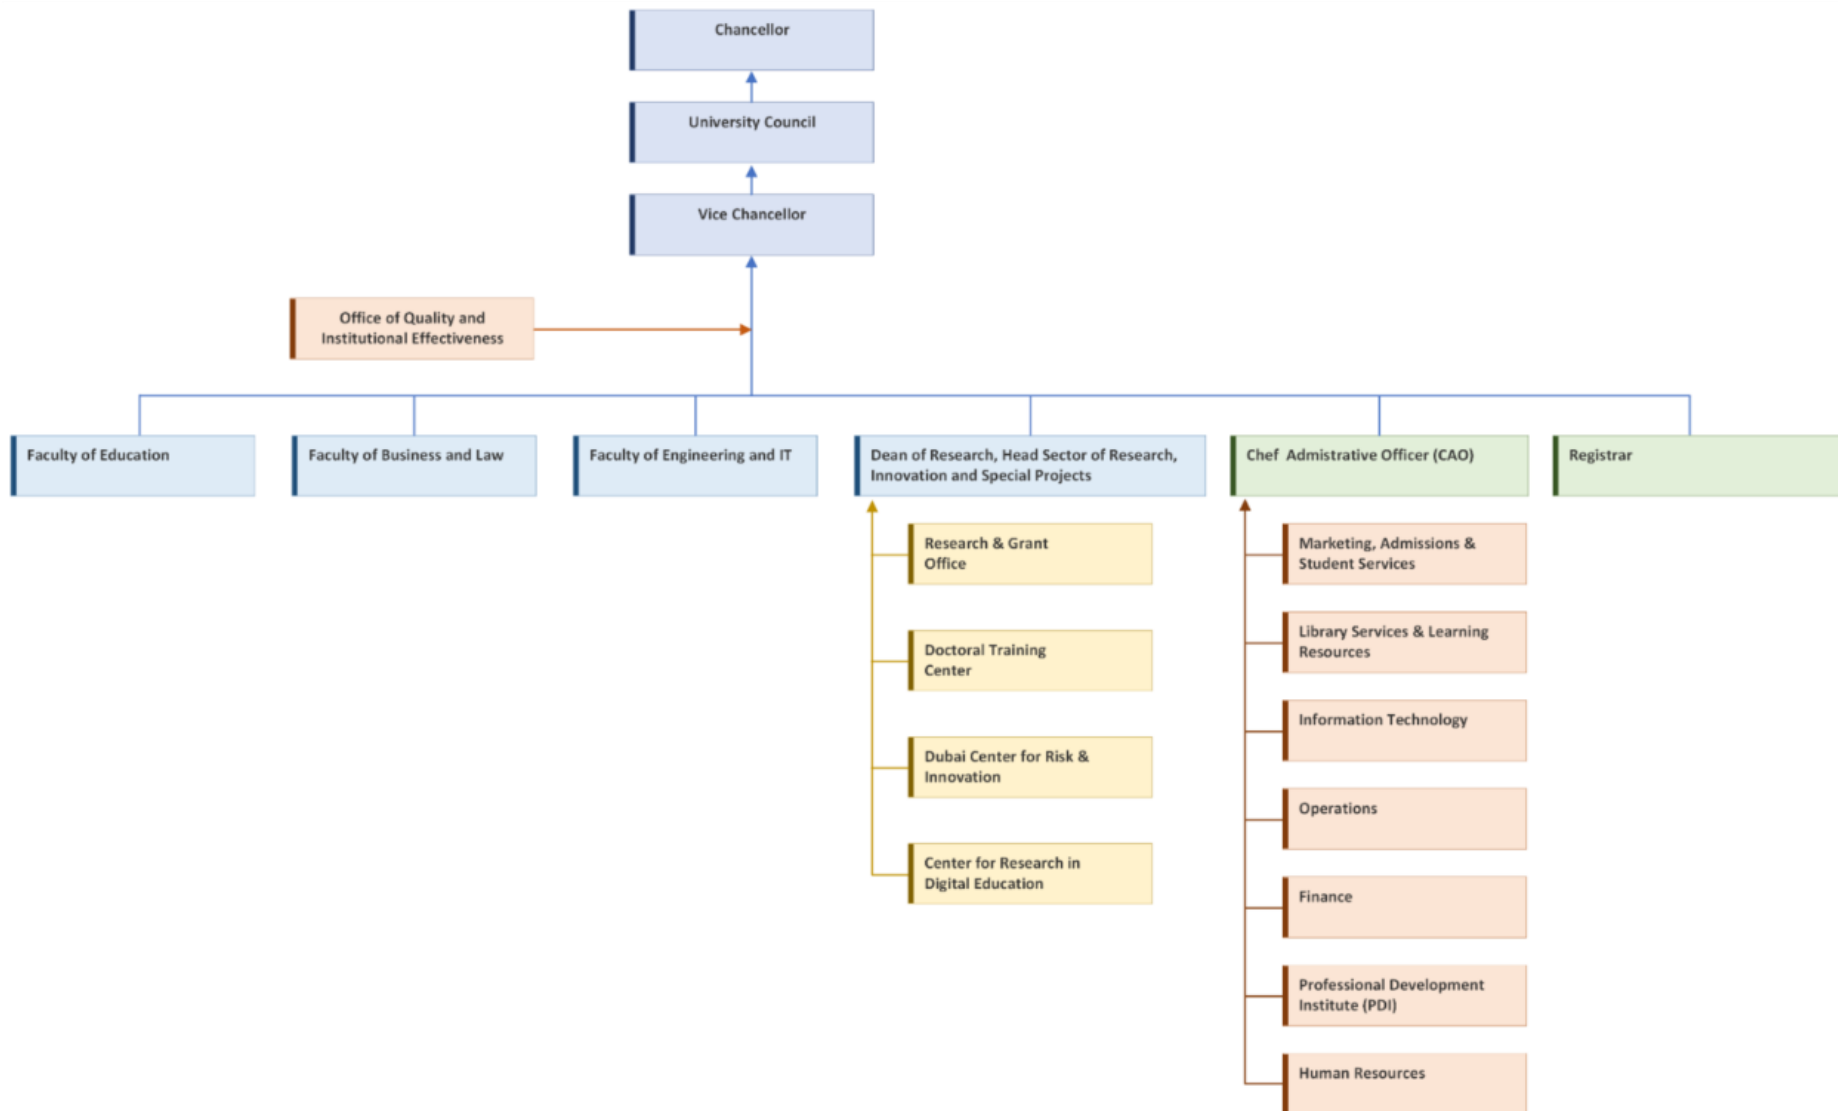 Chancellor
University Council
Vice Chancellor
Office of Quality and
Institutional Effectiveness
Faculty of Education
Faculty of Business and Law
Faculty of Engineering and IT
Dean of Research, Head Sector of Research,
Innovation and Special Projects
Chef Admistrative Officer (CAO)
Registrar
Research & Grant
Office
Doctoral Training
Center
Dubai Center for Risk &
Innovation
Center for Research in
Digital Education
Marketing, Admissions &
Student Services
Library Services & Learning
Resources
Information Technology
Operations
Finance
Professional Development
Institute (PDI)
Human Resources